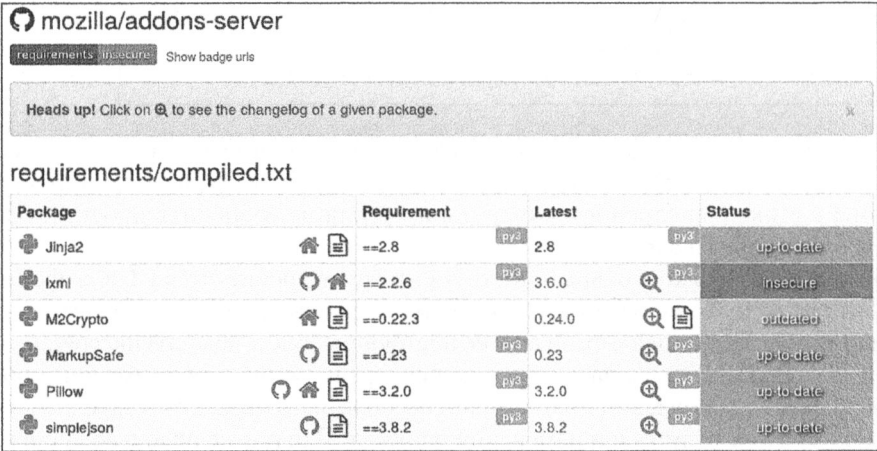 mozilla/addons-server
requirements insecure Show badge urls
Heads up! Click on to see the changelog of a given package. x
requirements/compiled.txt
Package Requirement Latest Status
Jinja2 ==2.8 py3 2.8 py3 up-to-date
lxml ==2.2.6 py3 3.6.0 py3 insecure
M2Crypto ==0.22.3 0.24.0 outdated
MarkupSafe ==0.23 py3 0.23 py3 up-to-date
Pillow ==3.2.0 py3 3.2.0 py3 up-to-date
simplejson ==3.8.2 py3 3.8.2 py3 up-to-date